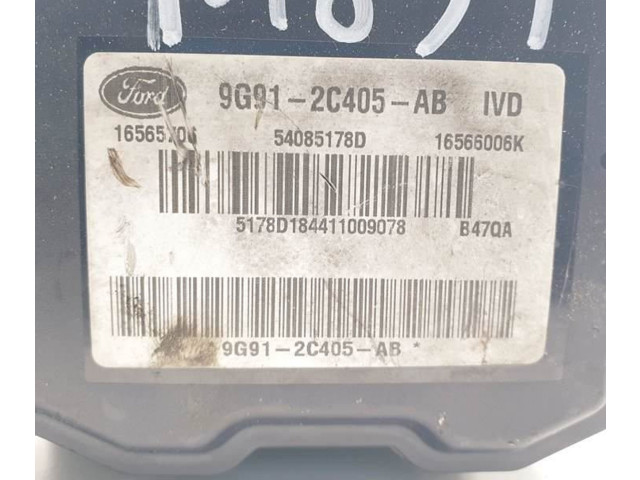 Ford 9G91-2C405-AB IVD
54085178D 16566006K
5178D184411009078 B47QA
9G91-2C405-AB *